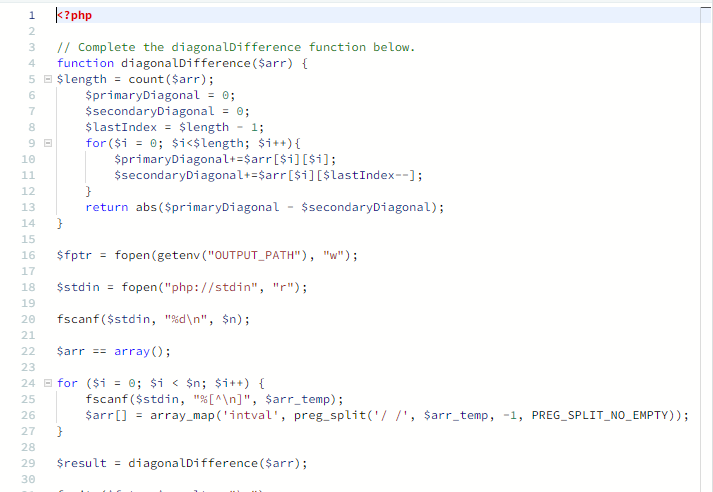 1 <?php
2
3 // Complete the diagonalDifference function below.
4 function diagonalDifference($arr) {
5 $length = count($arr);
6 $primaryDiagonal = 0;
7 $secondaryDiagonal = 0;
8 $lastIndex = $length - 1;
9 for($i = 0; $i<$length; $i++){
10 $primaryDiagonal+=$arr[$i][$i];
11 $secondaryDiagonal+=$arr[$i][$lastIndex--];
12 }
13 return abs($primaryDiagonal - $secondaryDiagonal);
14 }
15
16 $fptr = fopen(getenv("OUTPUT_PATH"), "w");
17
18 $stdin = fopen("php://stdin", "r");
19
20 fscanf($stdin, "%d\n", $n);
21
22 $arr == array();
23
24 for ($i = 0; $i < $n; $i++) {
25 fscanf($stdin, "%[^\n]", $arr_temp);
26 $arr[] = array_map('intval', preg_split('/ /', $arr_temp, -1, PREG_SPLIT_NO_EMPTY));
27 }
28
29 $result = diagonalDifference($arr);
30